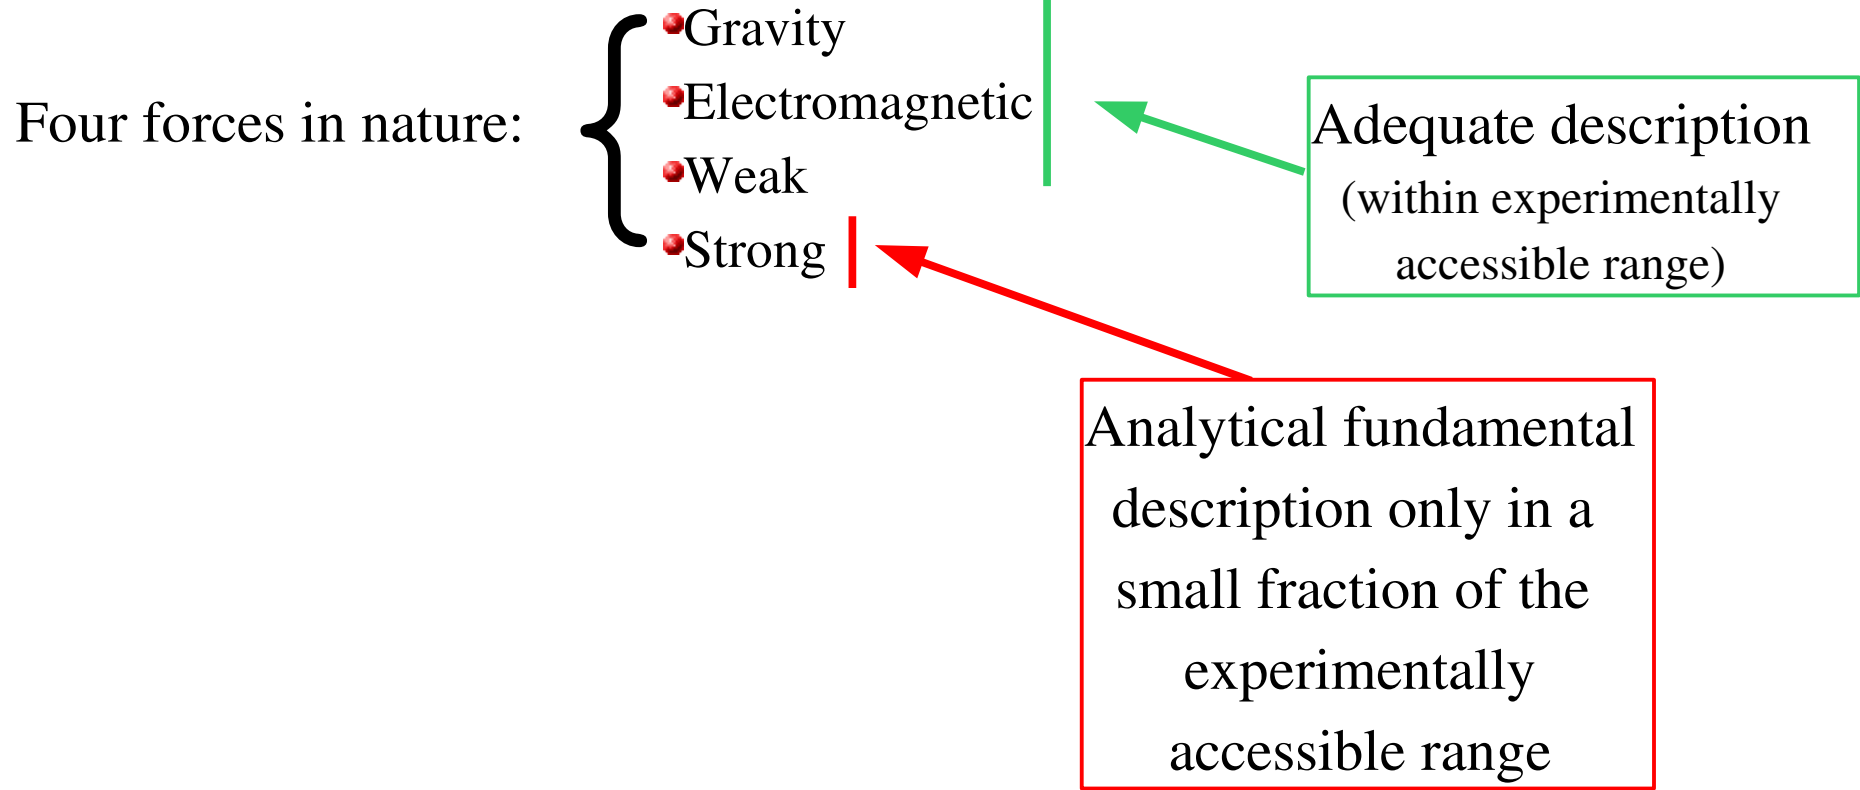 Four forces in nature:
Gravity
Electromagnetic
Weak
Strong
Adequate description
(within experimentally
accessible range)
Analytical fundamental
description only in a
small fraction of the
experimentally
accessible range